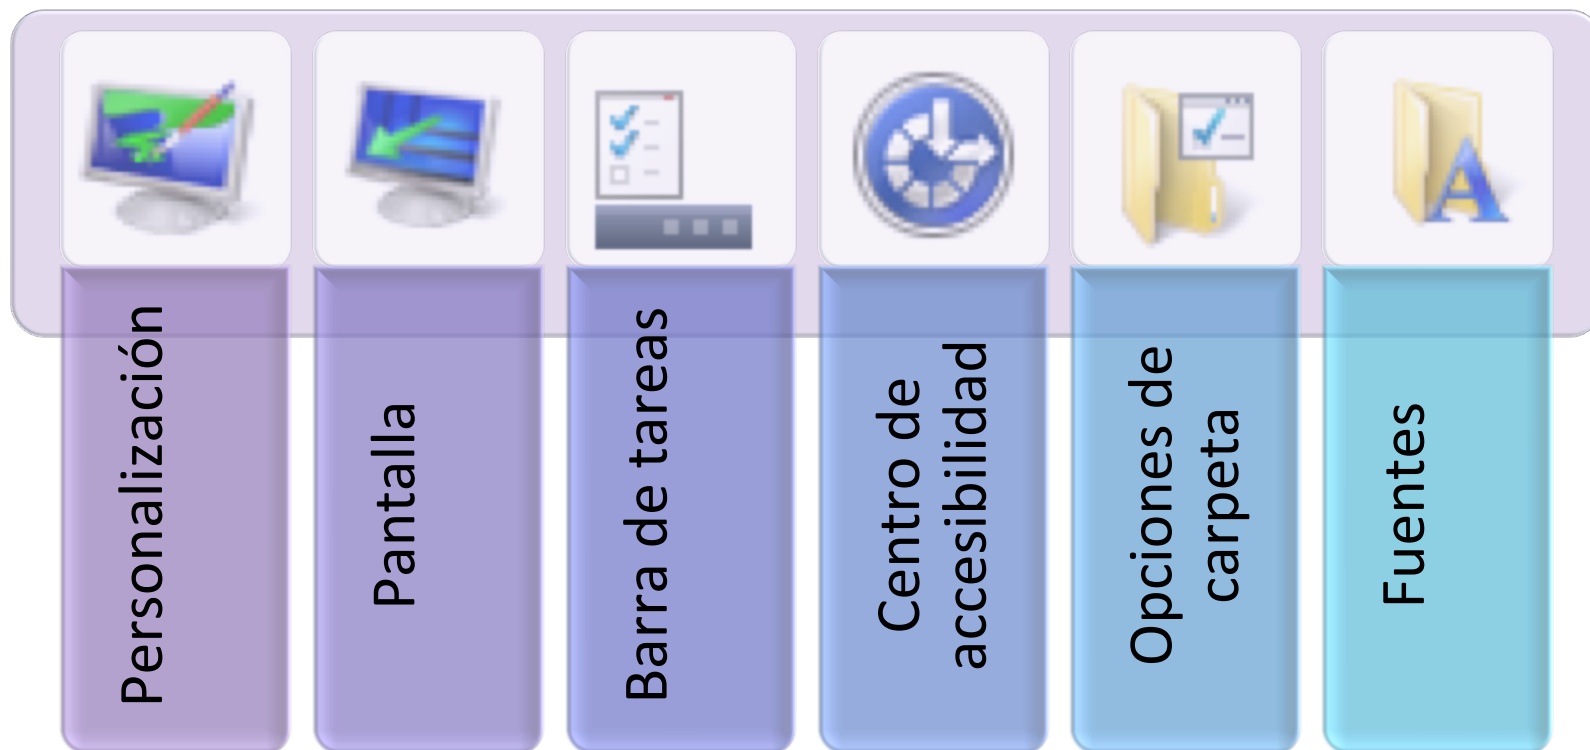 Personalización
Pantalla
Barra de tareas
Centro de
accesibilidad
Opciones de
carpeta
Fuentes